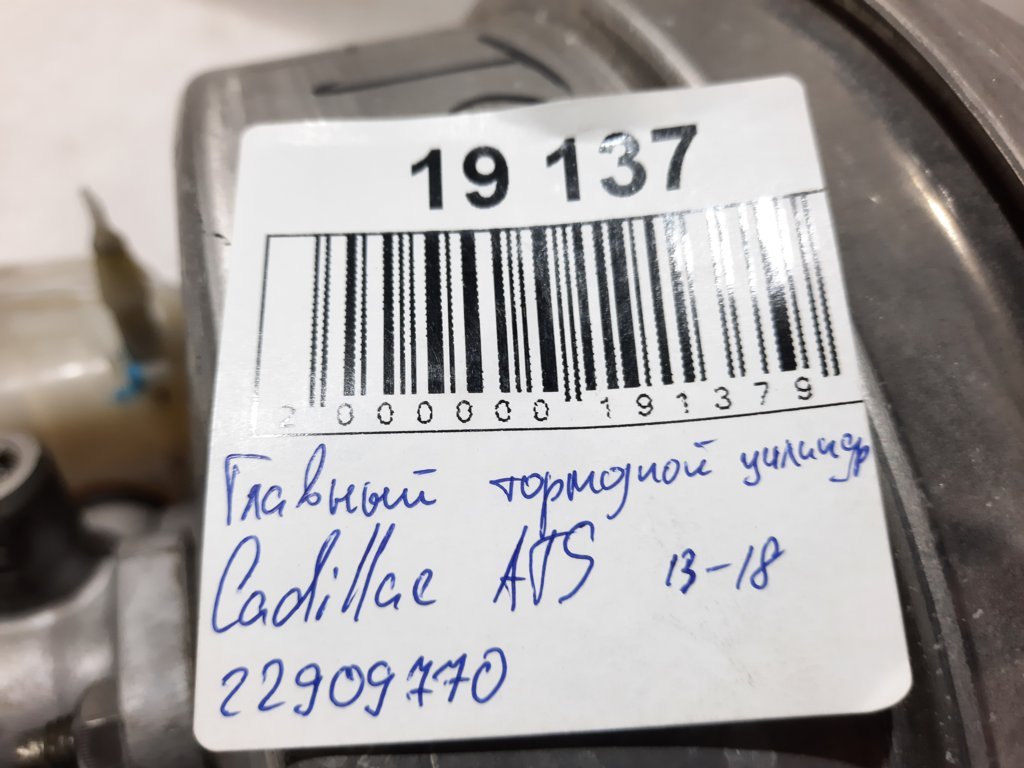 19 137
2 000000 191379
Главный тормозной цилиндр
Cadillac ATS 13-18
22909770